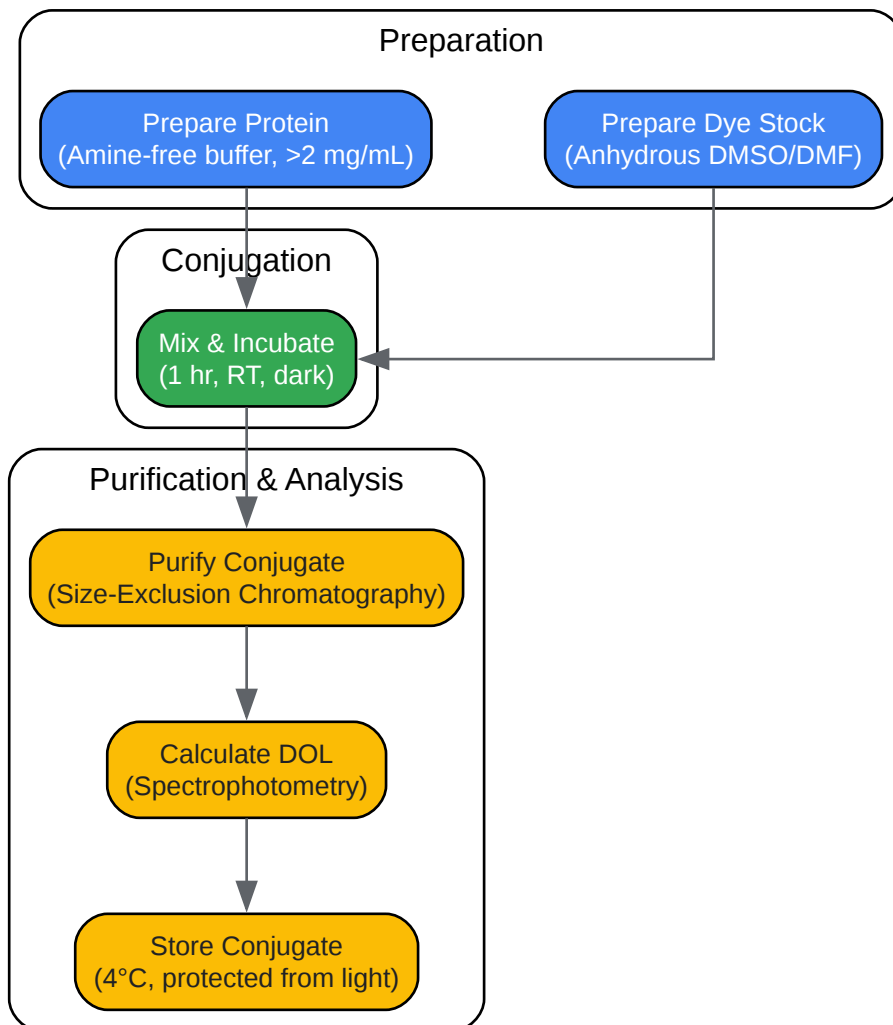 Preparation
Prepare Protein
(Amine-free buffer, >2 mg/mL)
Prepare Dye Stock
(Anhydrous DMSO/DMF)
Conjugation
Mix & Incubate
(1 hr, RT, dark)
Purification & Analysis
Purify Conjugate
(Size-Exclusion Chromatography)
Calculate DOL
(Spectrophotometry)
Store Conjugate
(4°C, protected from light)